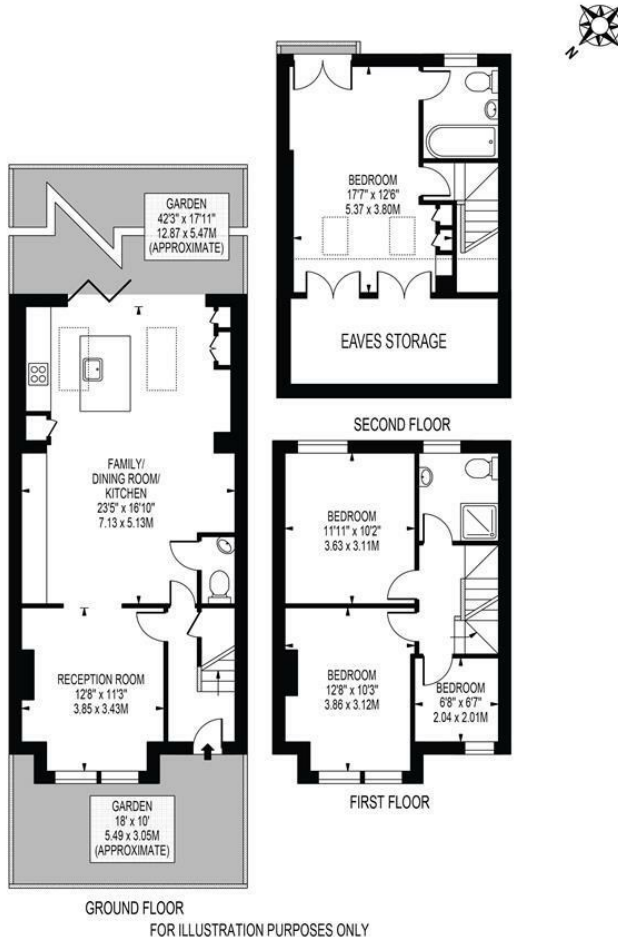 N
BEDROOM
17'7" x 12'6"
5.37 x 3.80M
EAVES STORAGE
SECOND FLOOR
GARDEN
42'3" x 17'11"
12.87 x 5.47M
(APPROXIMATE)
FAMILY/
DINING ROOM/
KITCHEN
23'5" x 16'10"
7.13 x 5.13M
RECEPTION ROOM
12'8" x 11'3"
3.85 x 3.43M
GARDEN
18' x 10'
5.49 x 3.05M
(APPROXIMATE)
GROUND FLOOR
BEDROOM
11'11" x 10'2"
3.63 x 3.11M
BEDROOM
12'8" x 10'3"
3.86 x 3.12M
BEDROOM
6'8" x 6'7"
2.04 x 2.01M
FIRST FLOOR
FOR ILLUSTRATION PURPOSES ONLY